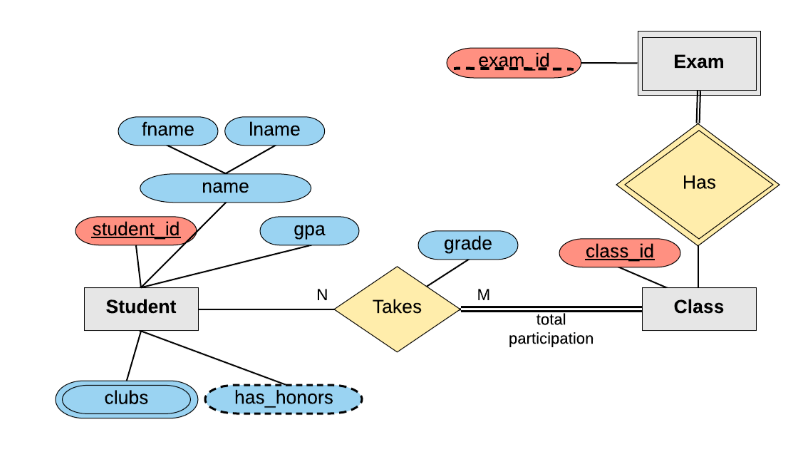 exam_id
Exam
fname
lname
name
Has
student_id
gpa
grade
class_id
Student
N
Takes
M
Class
total
participation
clubs
has_honors